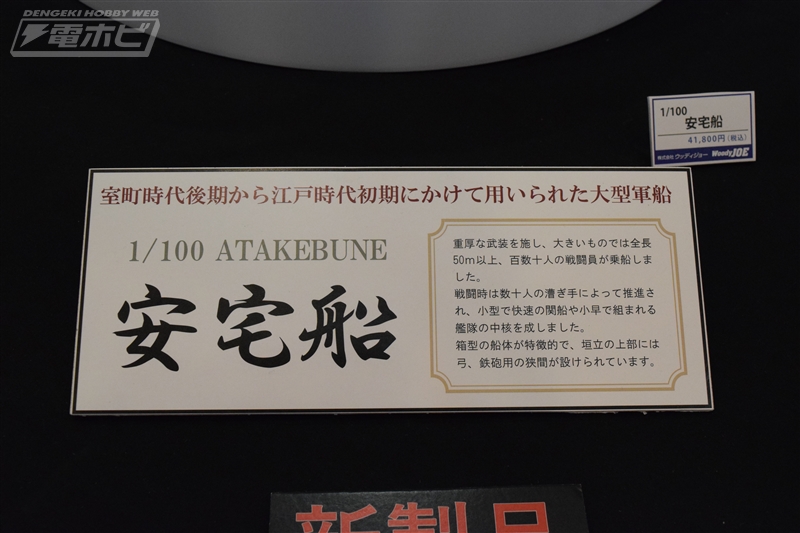 DENGEKI HOBBY WEB
電ホビ
1/100
安宅船
41,800円(税込)
株式会社 ウッディジョー Woody JOE
室町時代後期から江戸時代初期にかけて用いられた大型軍船
1/100 ATAKEBUNE
安宅船
重厚な武装を施し、大きいものでは全長
50m以上、百数十人の戦闘員が乗船しま
した。
戦闘時は数十人の漕ぎ手によって推進さ
れ、小型で快速の関船や小早で組まれる
艦隊の中核を成しました。
箱型の船体が特徴的で、垣立の上部には
弓、鉄砲用の狭間が設けられています。
新製品